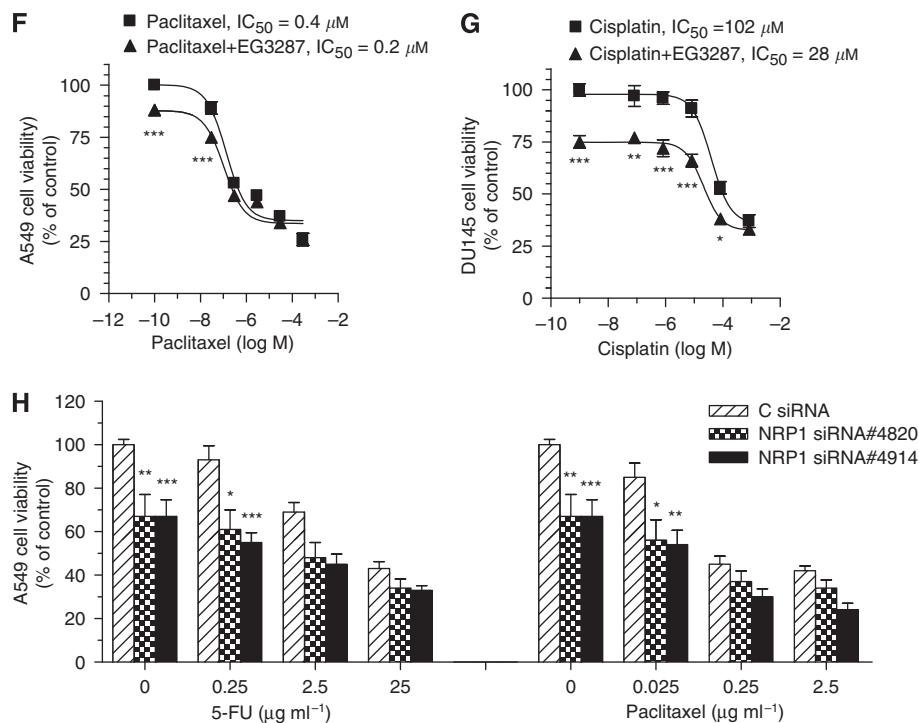 F
■ Paclitaxel, IC50 = 0.4 μM
▲ Paclitaxel+EG3287, IC50 = 0.2 μM
100
75
50
25
0
*** ***
A549 cell viability
(% of control)
−12 −10 −8 −6 −4 −2
Paclitaxel (log M)
G
■ Cisplatin, IC50 =102 μM
▲ Cisplatin+EG3287, IC50 = 28 μM
100
75
50
25
0
*** ** *** *** *
DU145 cell viability
(% of control)
−10 −8 −6 −4 −2
Cisplatin (log M)
H
C siRNA
NRP1 siRNA#4820
NRP1 siRNA#4914
120
100
80
60
40
20
0
** *** * *** ** *** * **
A549 cell viability
(% of control)
0 0.25 2.5 25 0 0.025 0.25 2.5
5-FU (μg ml−1) Paclitaxel (μg ml−1)